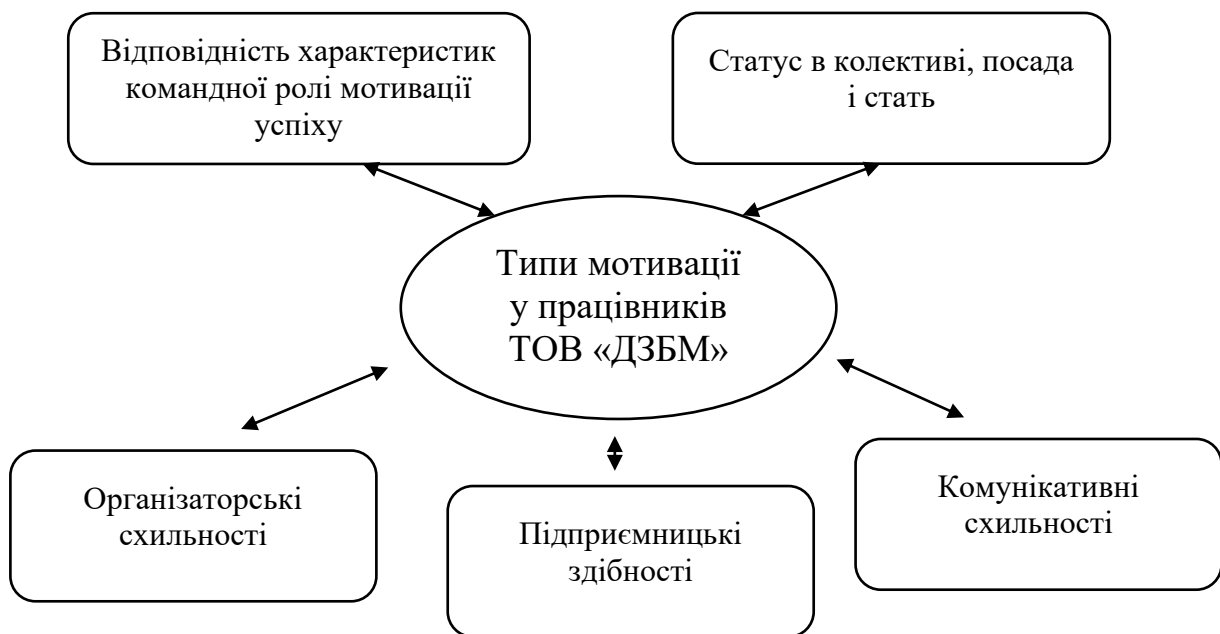 Відповідність характеристик
командної ролі мотивації
успіху
Статус в колективі, посада
і стать
Типи мотивації
у працівників
ТОВ «ДЗБМ»
Організаторські
схильності
Підприємницькі
здібності
Комунікативні
схильності